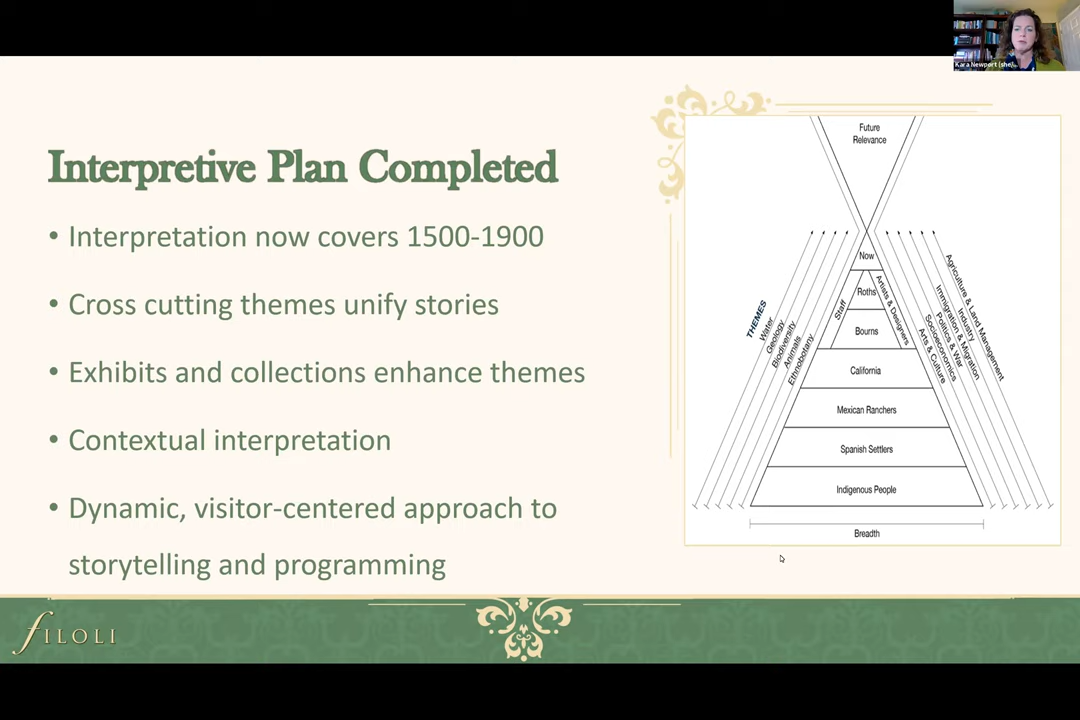 Kara Newport (she/...
Interpretive Plan Completed
• Interpretation now covers 1500-1900
• Cross cutting themes unify stories
• Exhibits and collections enhance themes
• Contextual interpretation
• Dynamic, visitor-centered approach to
storytelling and programming
Future
Relevance
Now
Roths
Staff
Artists & Designers
Bourns
California
Mexican Ranchers
Spanish Settlers
Indigenous People
Breadth
THEMES
Water
Geology
Biodiversity
Animals
Ethnobotany
Agriculture & Land Management
Industry
Immigration & Migration
Politics & War
Socioeconomics
Arts & Culture
FILOLI